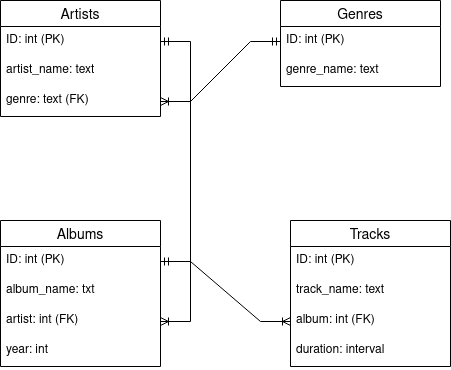 Artists
ID: int (PK)
artist_name: text
genre: text (FK)
Genres
ID: int (PK)
genre_name: text
Albums
ID: int (PK)
album_name: txt
artist: int (FK)
year: int
Tracks
ID: int (PK)
track_name: text
album: int (FK)
duration: interval